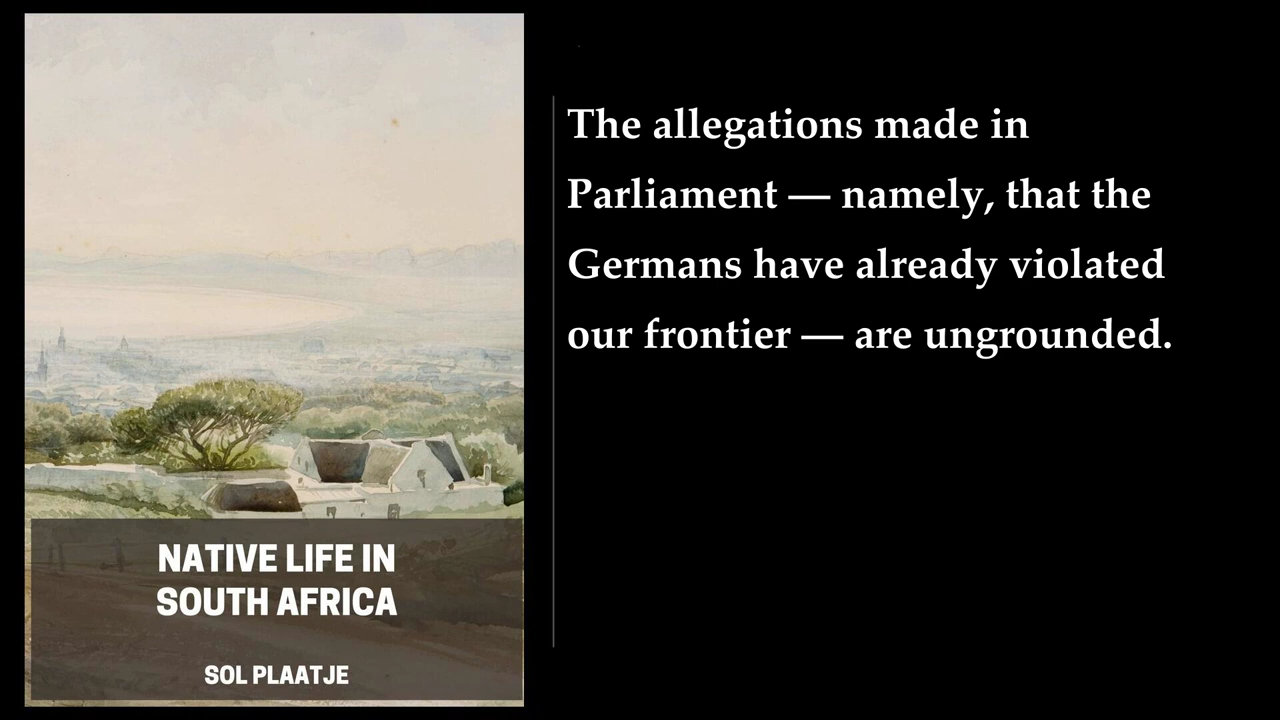 NATIVE LIFE IN
SOUTH AFRICA
SOL PLAATJE
The allegations made in
Parliament — namely, that the
Germans have already violated
our frontier — are ungrounded.